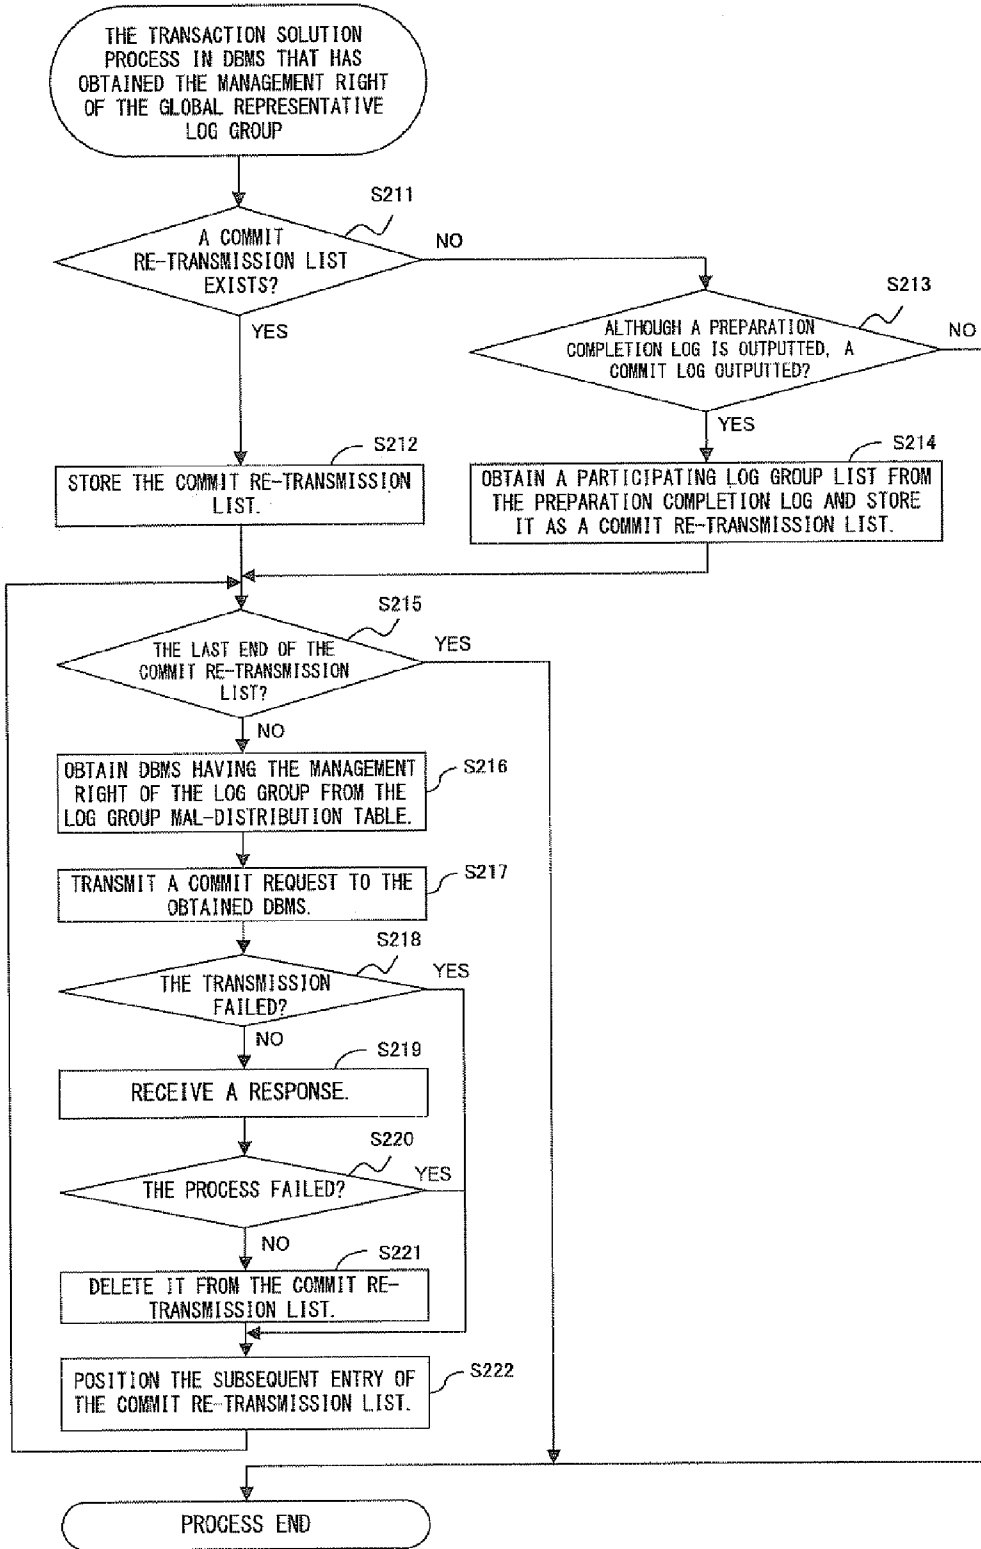 THE TRANSACTION SOLUTION
PROCESS IN DBMS THAT HAS
OBTAINED THE MANAGEMENT RIGHT
OF THE GLOBAL REPRESENTATIVE
LOG GROUP
S211
A COMMIT
RE-TRANSMISSION LIST
EXISTS?
NO
YES
S213
ALTHOUGH A PREPARATION
COMPLETION LOG IS OUTPUTTED, A
COMMIT LOG OUTPUTTED?
NO
YES
S212
STORE THE COMMIT RE-TRANSMISSION
LIST.
S214
OBTAIN A PARTICIPATING LOG GROUP LIST FROM
THE PREPARATION COMPLETION LOG AND STORE
IT AS A COMMIT RE-TRANSMISSION LIST.
S215
THE LAST END OF THE
COMMIT RE-TRANSMISSION
LIST?
YES
NO
OBTAIN DBMS HAVING THE MANAGEMENT
RIGHT OF THE LOG GROUP FROM THE
LOG GROUP MAL-DISTRIBUTION TABLE.
S216
TRANSMIT A COMMIT REQUEST TO THE
OBTAINED DBMS.
S217
S218
THE TRANSMISSION
FAILED?
YES
NO
S219
RECEIVE A RESPONSE.
S220
THE PROCESS FAILED?
YES
NO
S221
DELETE IT FROM THE COMMIT RE-
TRANSMISSION LIST.
POSITION THE SUBSEQUENT ENTRY OF
THE COMMIT RE-TRANSMISSION LIST.
S222
PROCESS END